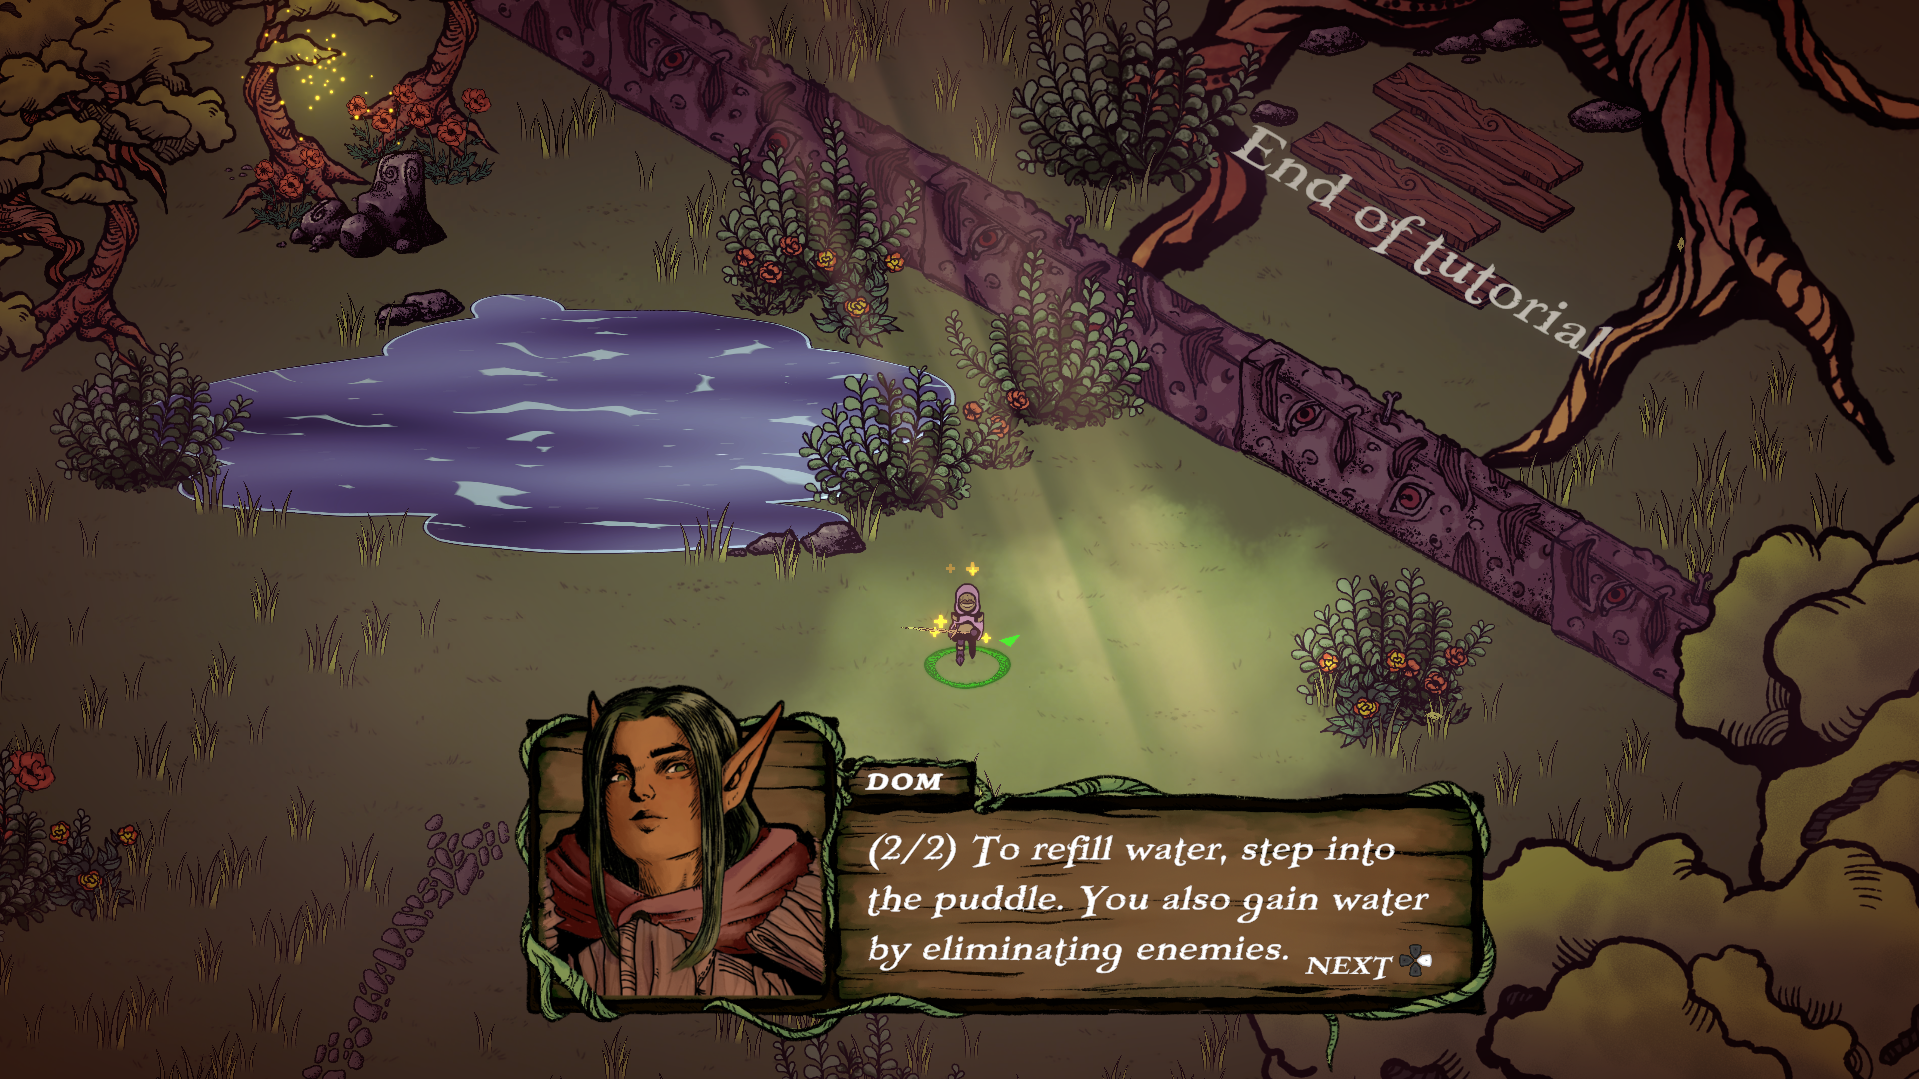 End of tutorial
DOM
(2/2) To refill water, step into
the puddle. You also gain water
by eliminating enemies.
NEXT